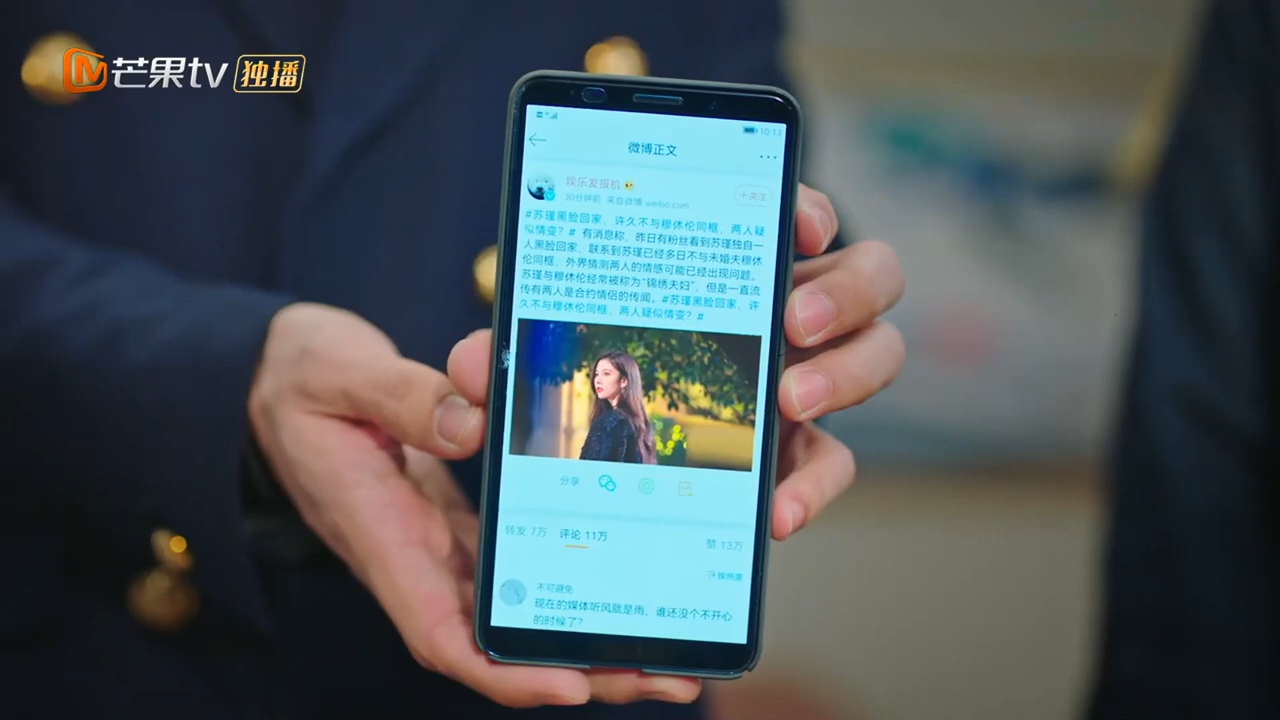 芒果tv 独播
10:13
微博正文
娱乐发报机
30分钟前 来自微博 weibo.com
+关注
#苏瑾黑脸回家，许久不与穆休伦同框，两人疑
似情变？# 有消息称，昨日有粉丝看到苏瑾独自一
人黑脸回家，联系到苏瑾已经多日不与未婚夫穆休
伦同框，外界猜测两人的情感可能已经出现问题。
苏瑾与穆休伦经常被称为“锦绣夫妇”，但是一直流
传有两人是合约情侣的传闻。#苏瑾黑脸回家，许
久不与穆休伦同框，两人疑似情变？#
分享
转发 7万 评论 11万 赞 13万
按热度
不可避免
现在的媒体听风就是雨，谁还没个不开心
的时候了？